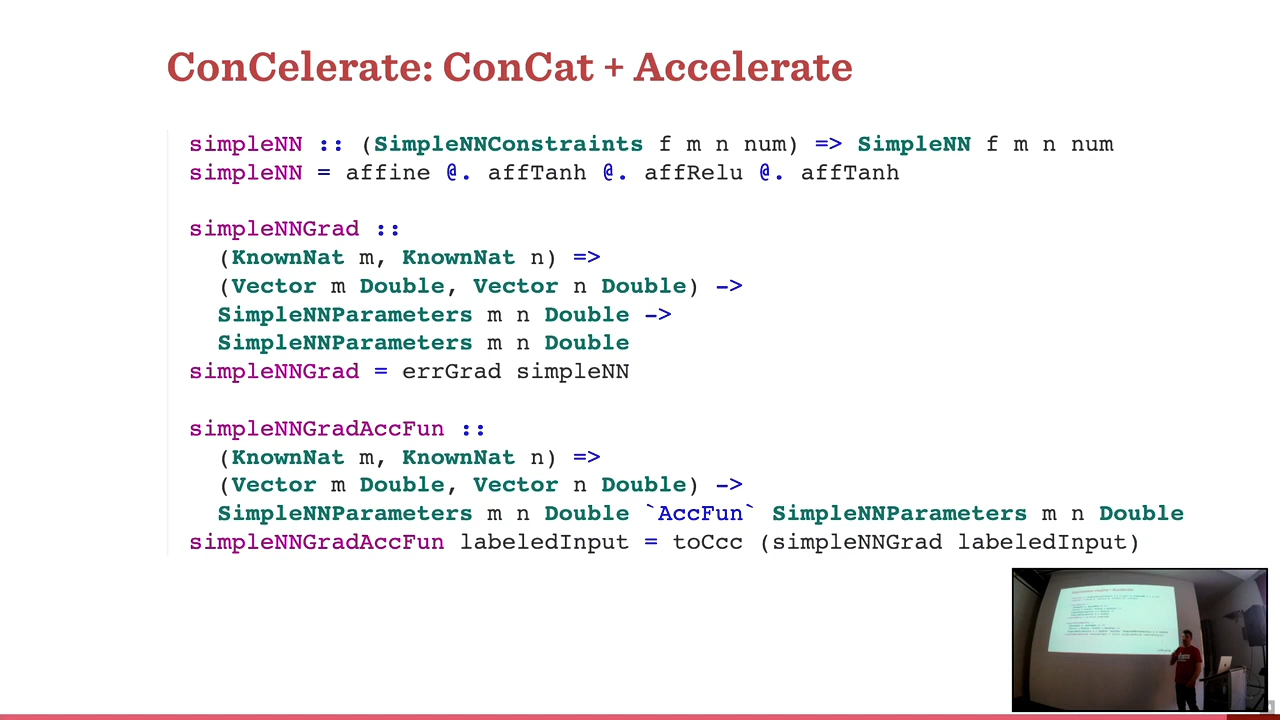 ConCelerate: ConCat + Accelerate
simpleNN :: (SimpleNNConstraints f m n num) => SimpleNN f m n num
simpleNN = affine @. affTanh @. affRelu @. affTanh
simpleNNGrad ::
(KnownNat m, KnownNat n) =>
(Vector m Double, Vector n Double) ->
SimpleNNParameters m n Double ->
SimpleNNParameters m n Double
simpleNNGrad = errGrad simpleNN
simpleNNGradAccFun ::
(KnownNat m, KnownNat n) =>
(Vector m Double, Vector n Double) ->
SimpleNNParameters m n Double `AccFun` SimpleNNParameters m n Double
simpleNNGradAccFun labeledInput = toCcc (simpleNNGrad labeledInput)